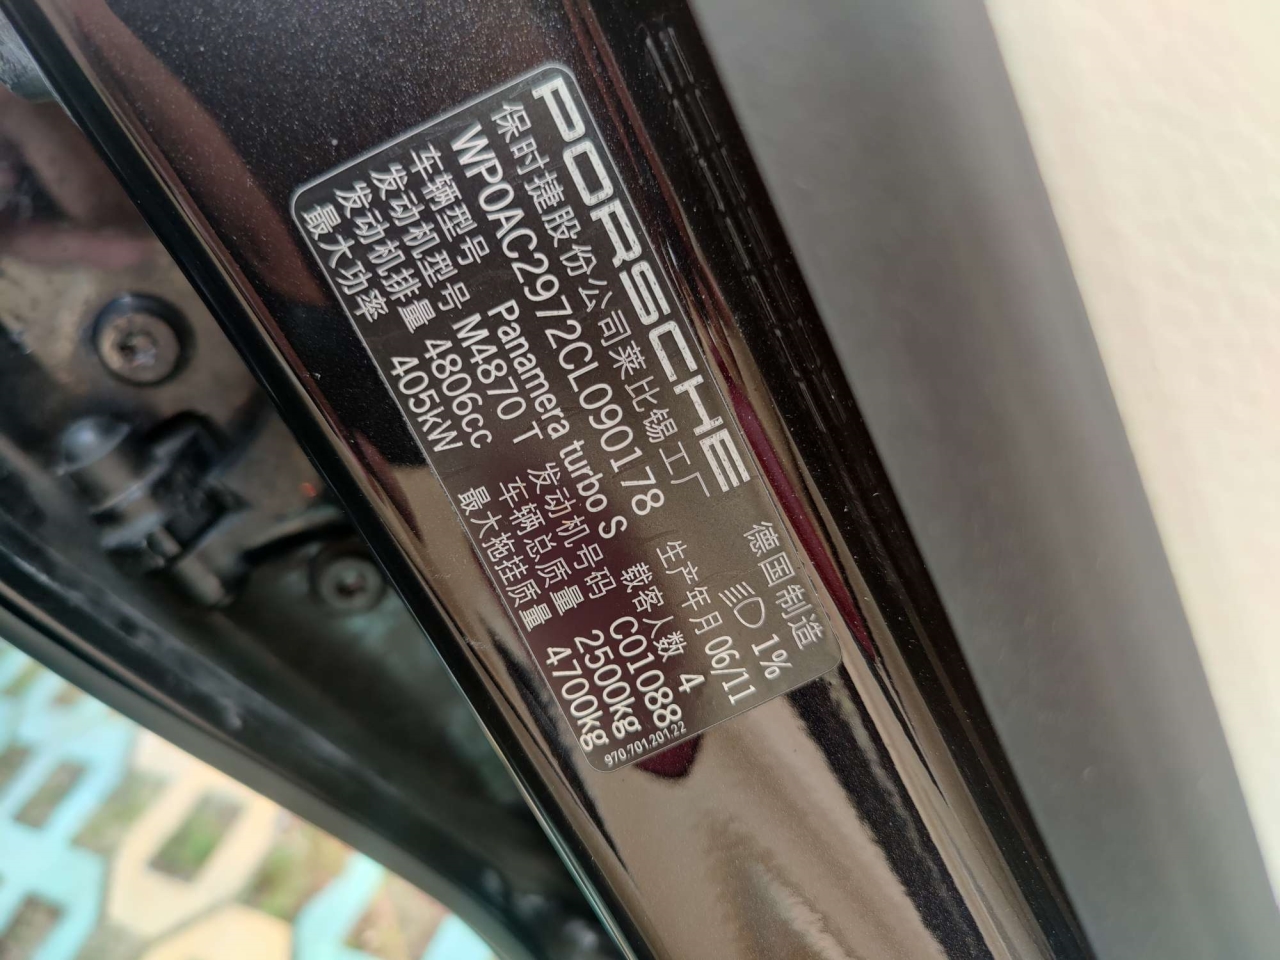 PORSCHE 德国制造
保时捷股份公司莱比锡工厂 1%
WP0AC2972CL090178 生产年月 06/11
车辆型号 Panamera turbo S 载客人数 4
发动机型号 M4870 T 发动机号码 C01088
发动机排量 4806cc 车辆总质量 2500kg
最大功率 405kW 最大拖挂质量 4700kg
970.701.201.22